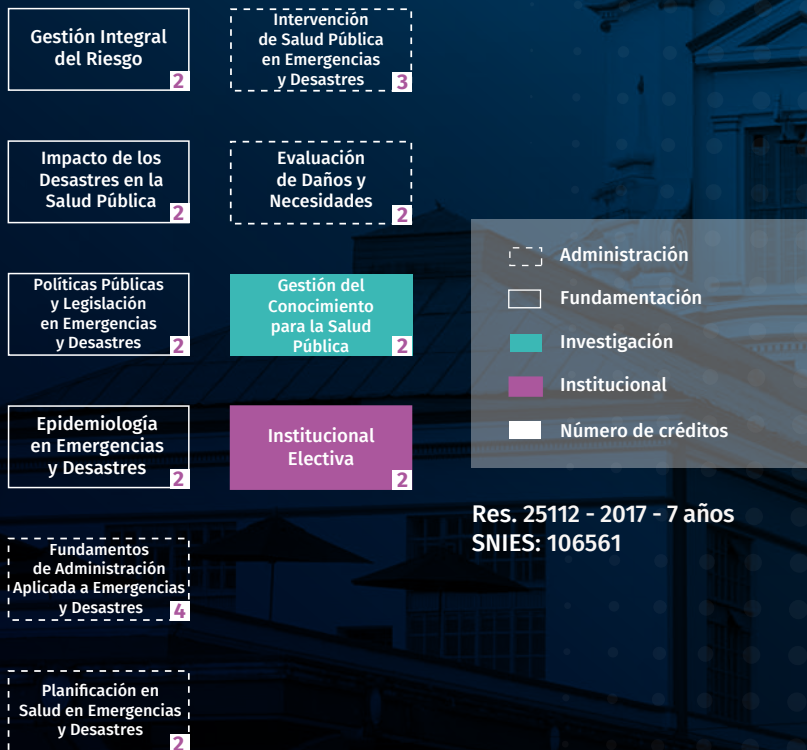 Gestión Integral
del Riesgo
2
Impacto de los
Desastres en la
Salud Pública
2
Políticas Públicas
y Legislación
en Emergencias
y Desastres
2
Epidemiología
en Emergencias
y Desastres
2
Fundamentos
de Administración
Aplicada a Emergencias
y Desastres
4
Planificación en
Salud en Emergencias
y Desastres
2
Intervención
de Salud Pública
en Emergencias
y Desastres
3
Evaluación
de Daños y
Necesidades
2
Gestión del
Conocimiento
para la Salud
Pública
2
Institucional
Electiva
2
Administración
Fundamentación
Investigación
Institucional
Número de créditos
Res. 25112 - 2017 - 7 años
SNIES: 106561